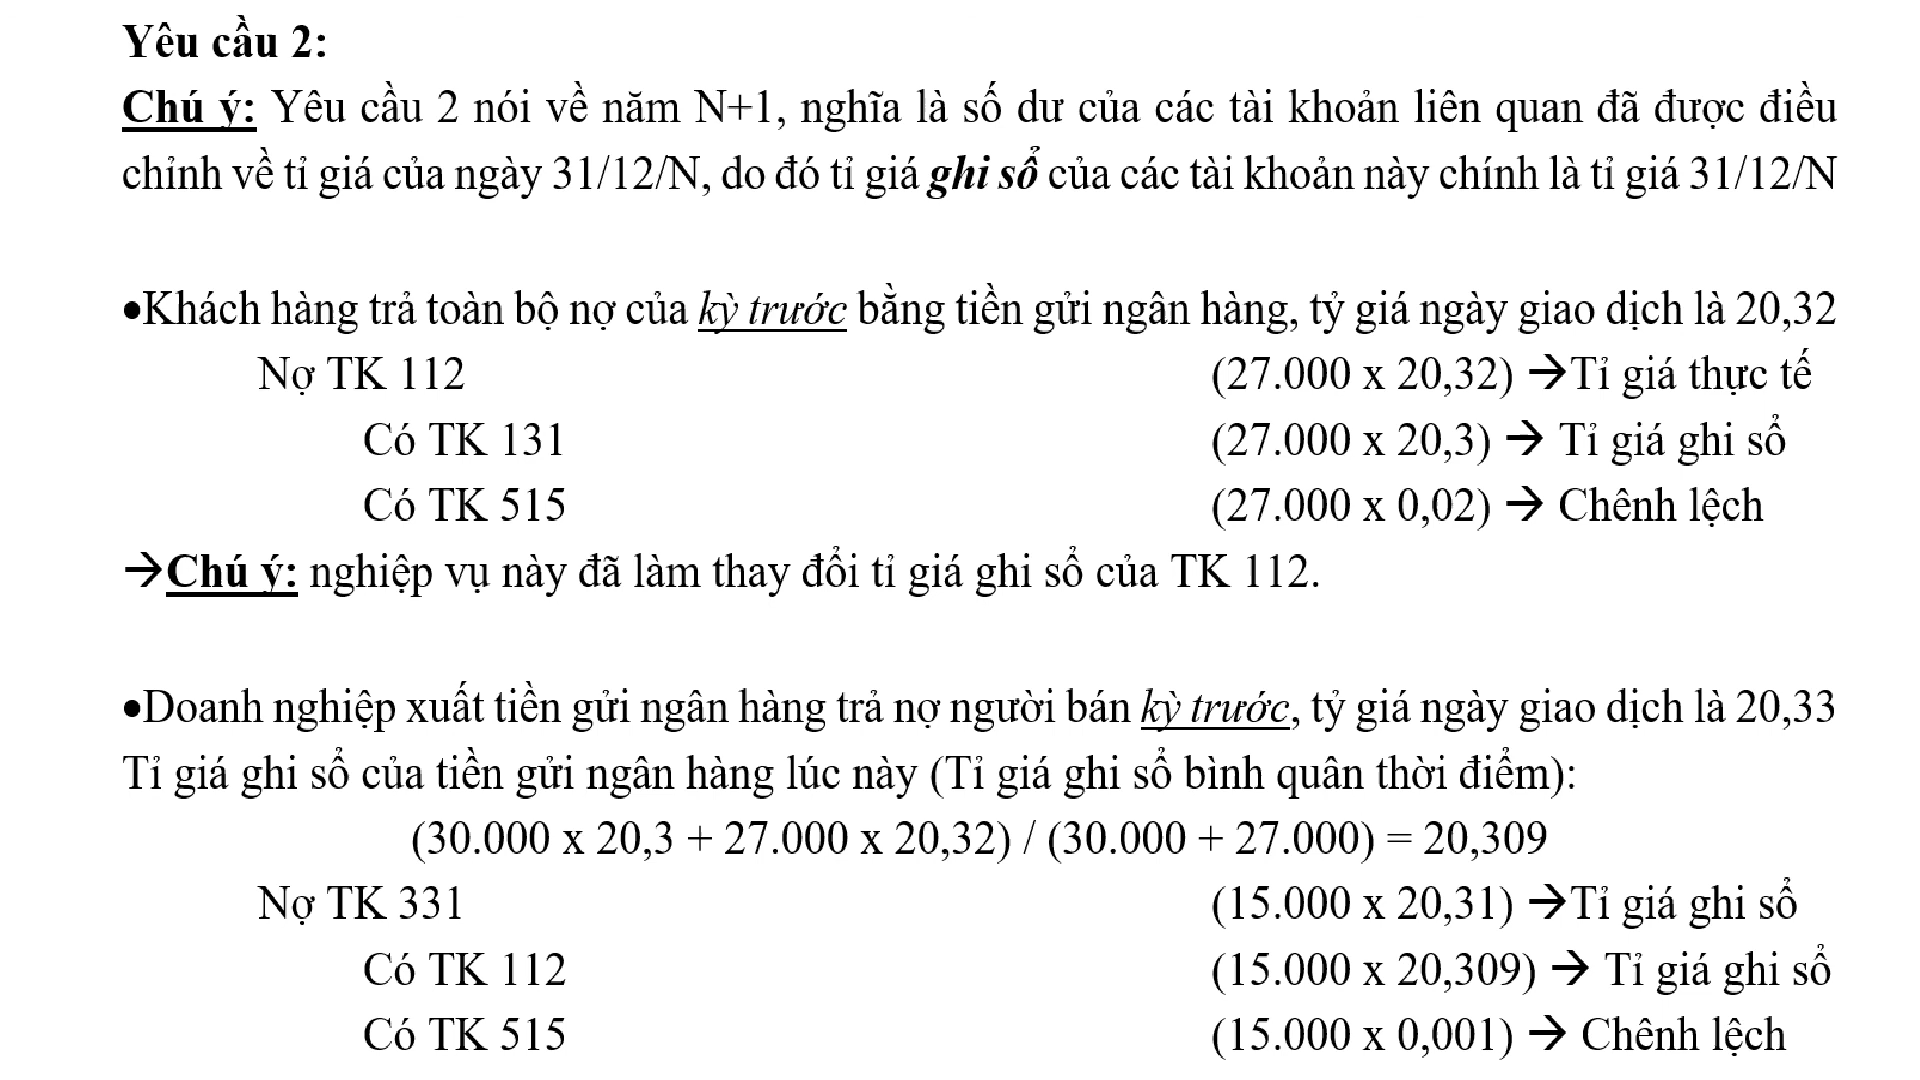 Yêu cầu 2:
Chú ý: Yêu cầu 2 nói về năm N+1, nghĩa là số dư của các tài khoản liên quan đã được điều
chỉnh về tỉ giá của ngày 31/12/N, do đó tỉ giá ghi sổ của các tài khoản này chính là tỉ giá 31/12/N
•Khách hàng trả toàn bộ nợ của kỳ trước bằng tiền gửi ngân hàng, tỷ giá ngày giao dịch là 20,32
Nợ TK 112 (27.000 x 20,32) →Tỉ giá thực tế
Có TK 131 (27.000 x 20,3) → Tỉ giá ghi sổ
Có TK 515 (27.000 x 0,02) → Chênh lệch
→Chú ý: nghiệp vụ này đã làm thay đổi tỉ giá ghi sổ của TK 112.
•Doanh nghiệp xuất tiền gửi ngân hàng trả nợ người bán kỳ trước, tỷ giá ngày giao dịch là 20,33
Tỉ giá ghi sổ của tiền gửi ngân hàng lúc này (Tỉ giá ghi sổ bình quân thời điểm):
(30.000 x 20,3 + 27.000 x 20,32) / (30.000 + 27.000) = 20,309
Nợ TK 331 (15.000 x 20,31) →Tỉ giá ghi sổ
Có TK 112 (15.000 x 20,309) → Tỉ giá ghi sổ
Có TK 515 (15.000 x 0,001) → Chênh lệch